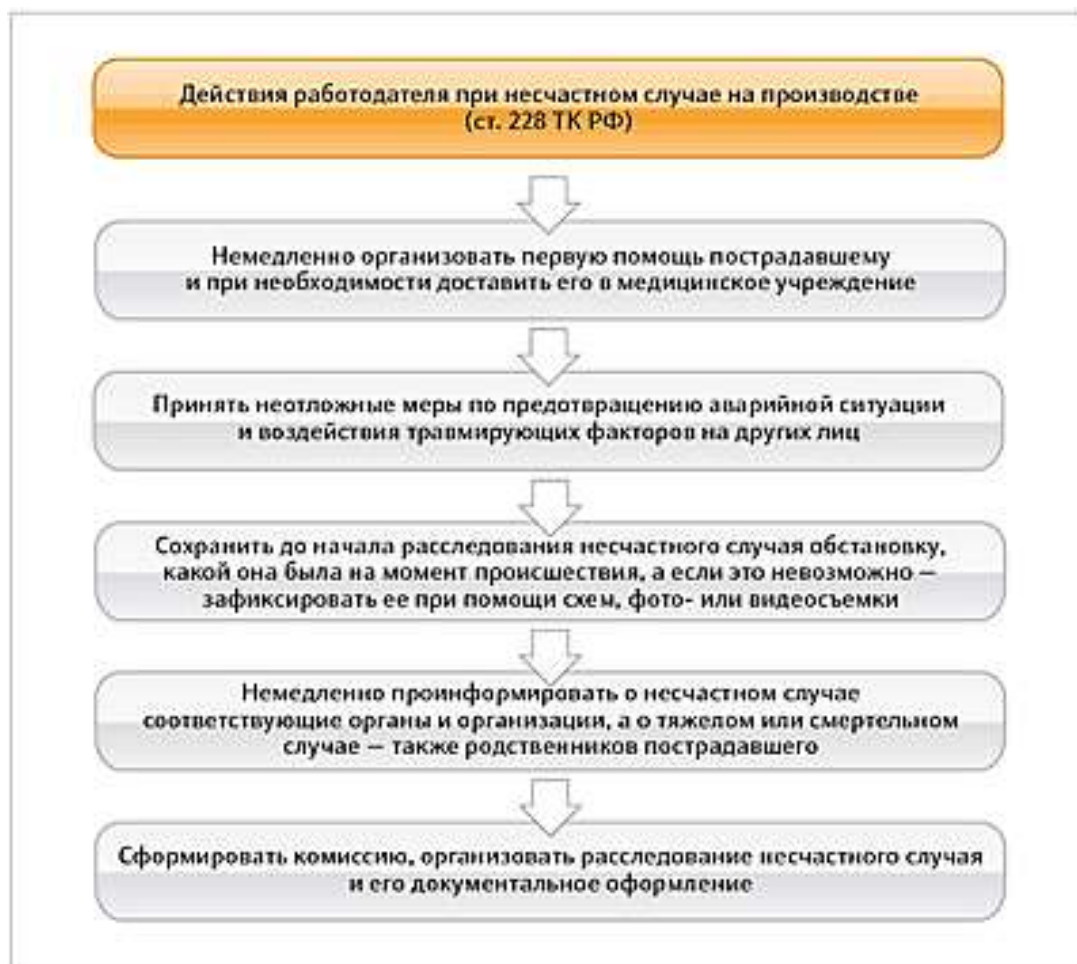 Действия работодателя при несчастном случае на производстве
(ст. 228 ТК РФ)
Немедленно организовать первую помощь пострадавшему
и при необходимости доставить его в медицинское учреждение
Принять неотложные меры по предотвращению аварийной ситуации
и воздействия травмирующих факторов на других лиц
Сохранить до начала расследования несчастного случая обстановку,
какой она была на момент происшествия, а если это невозможно —
зафиксировать ее при помощи схем, фото- или видеосъемки
Немедленно проинформировать о несчастном случае
соответствующие органы и организации, а о тяжелом или смертельном
случае — также родственников пострадавшего
Сформировать комиссию, организовать расследование несчастного случая
и его документальное оформление